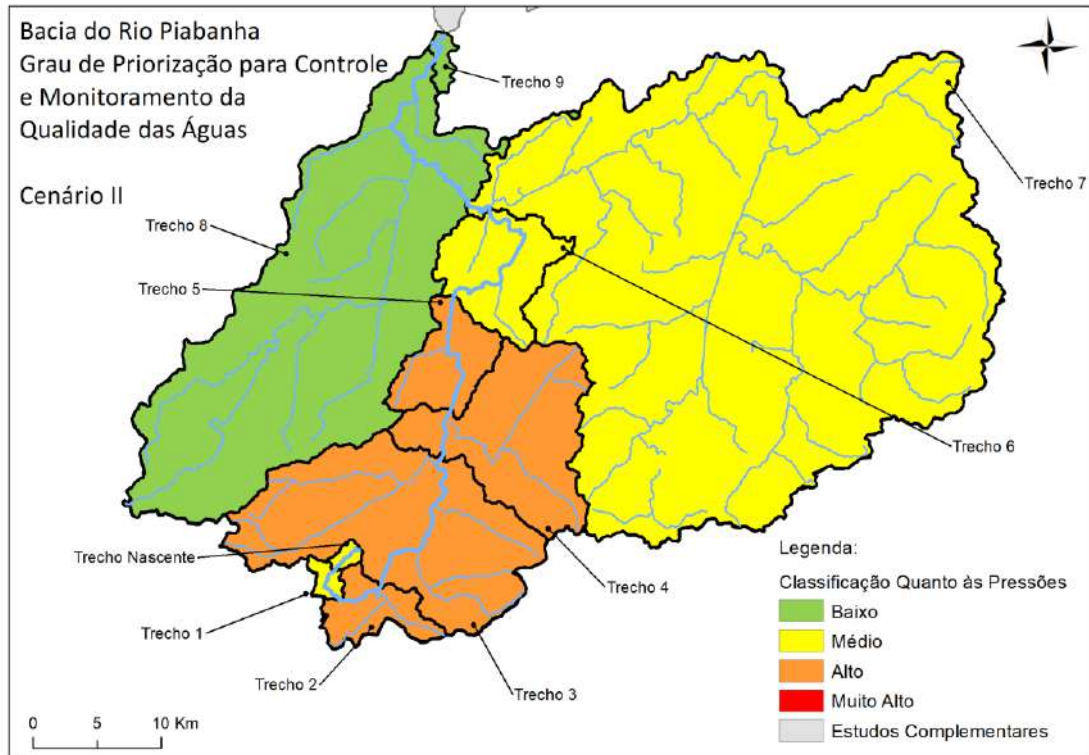 Bacia do Rio Piabanha
Grau de Priorização para Controle
e Monitoramento da
Qualidade das Águas
Cenário II
Trecho 9
Trecho 7
Trecho 8
Trecho 5
Trecho 6
Trecho Nascente
Trecho 4
Trecho 1
Trecho 2
Trecho 3
Legenda:
Classificação Quanto às Pressões
Baixo
Médio
Alto
Muito Alto
Estudos Complementares
0 5 10 Km